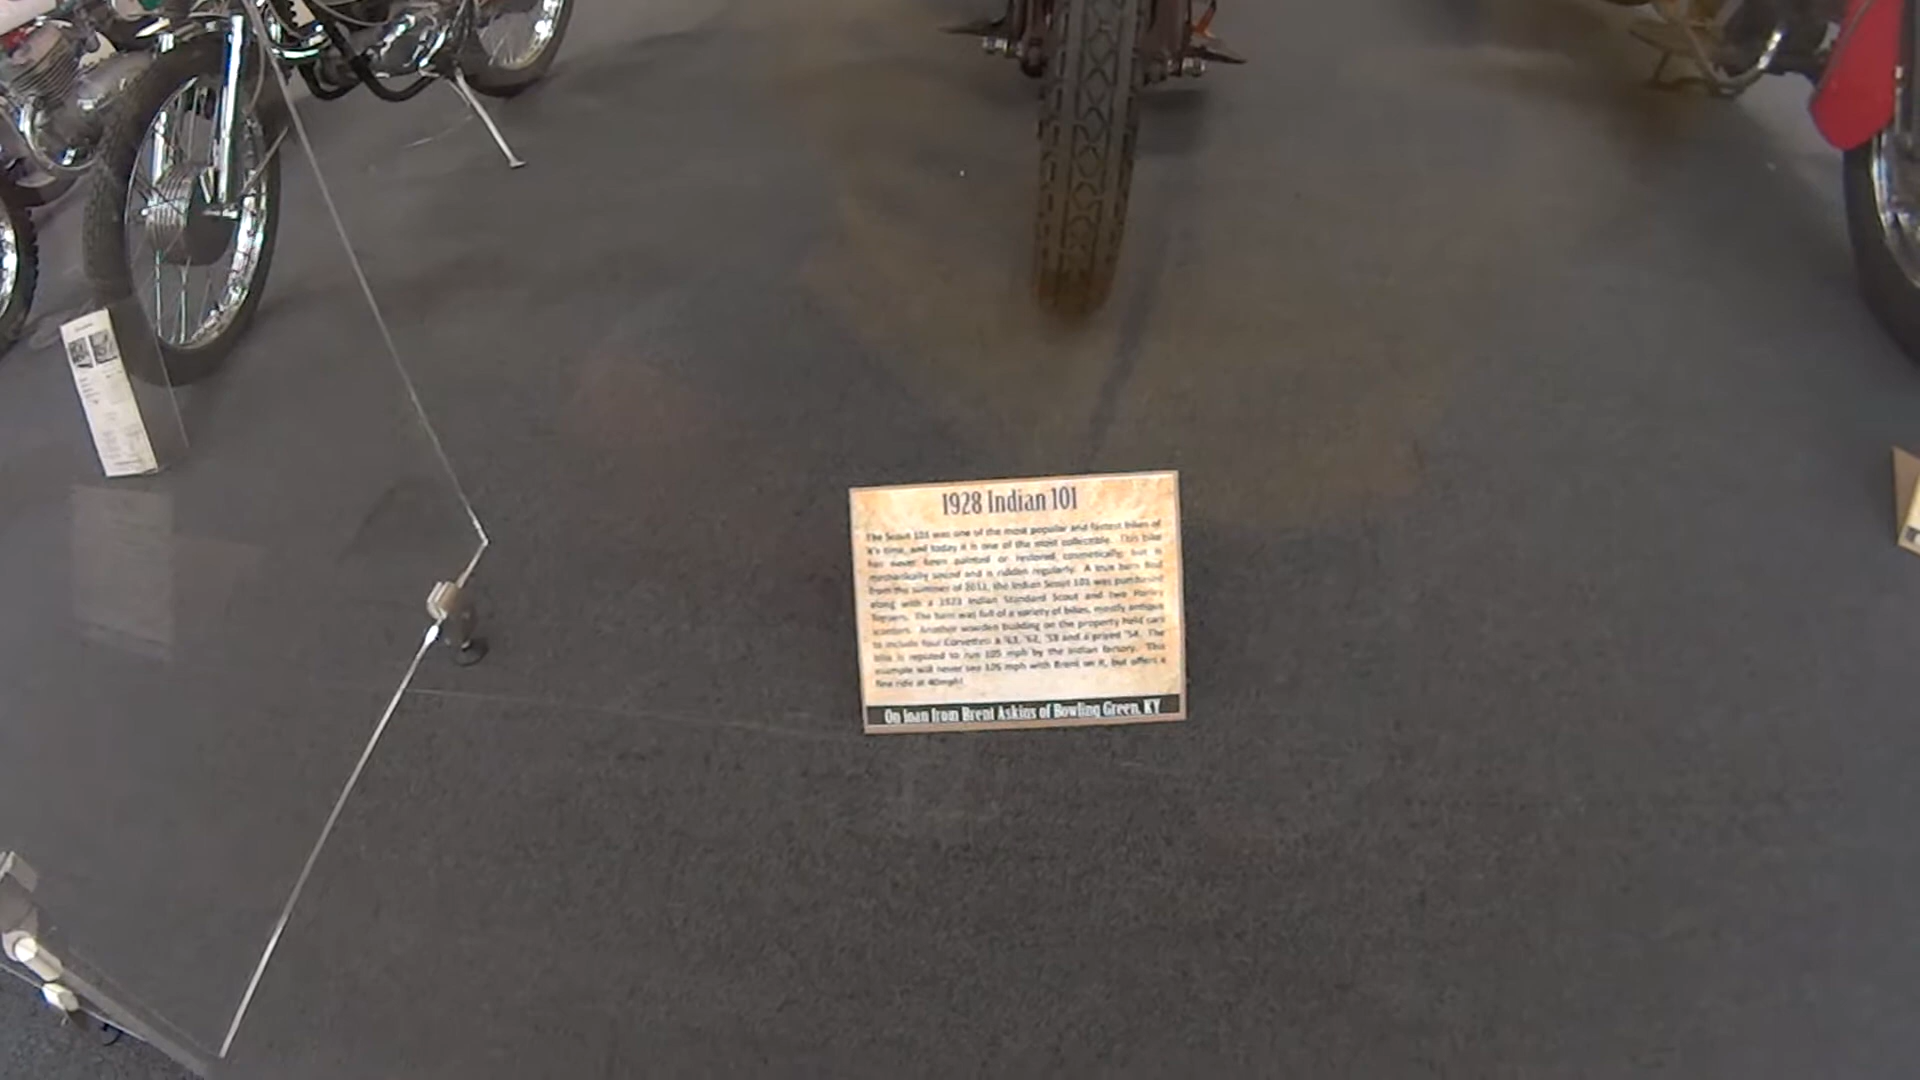 1928 Indian 101
The Scout 101 was one of the most popular and fastest bikes of
it's time, and today it is one of the most collectible. This bike
has never been painted or restored cosmetically, but is
mechanically sound and is ridden regularly. A true barn find
from the summer of 2011, the Indian Scout 101 was purchased
along with a 1923 Indian Standard Scout and two Harley
Toppers. The barn was full of a variety of bikes, mostly antique
scooters. Another wooden building on the property held cars
to include four Corvettes: a '61, '62, '53 and a prized '54. The
bike is reputed to run 105 mph by the Indian factory. This
example will never see 105 mph with Brent on it, but offers a
fine ride at 40mph!
On loan from Brent Askins of Bowling Green, KY